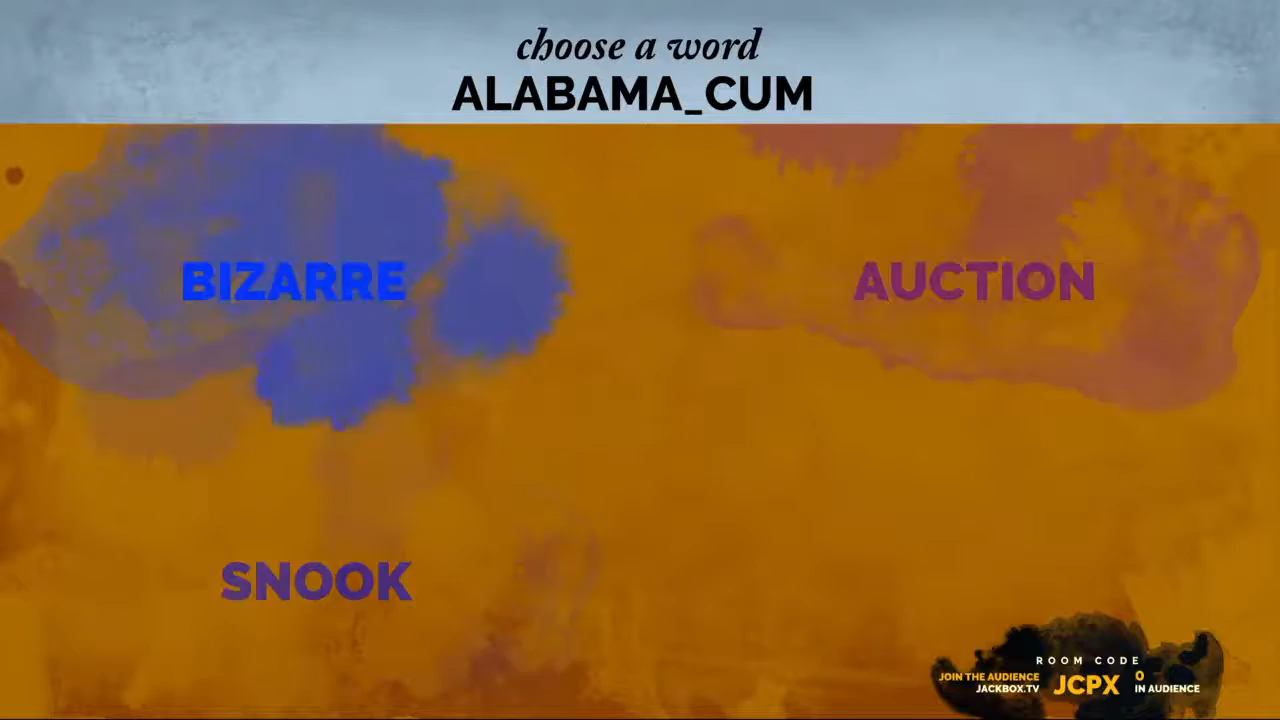 choose a word
ALABAMA_CUM
BIZARRE
AUCTION
SNOOK
ROOM CODE
JOIN THE AUDIENCE
JACKBOX.TV
JCPX
0
IN AUDIENCE